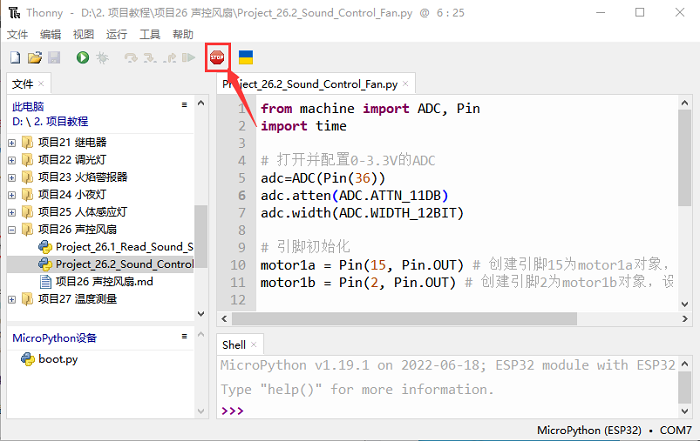 Thonny - D:\2. 项目教程\项目26 声控风扇\Project_26.2_Sound_Control_Fan.py @ 6 : 25
文件 编辑 视图 运行 工具 帮助
STOP
文件 ×
此电脑
D: \ 2. 项目教程
项目21 继电器
项目22 调光灯
项目23 火焰警报器
项目24 小夜灯
项目25 人体感应灯
项目26 声控风扇
Project_26.1_Read_Sound_S
Project_26.2_Sound_Control
项目26 声控风扇.md
项目27 温度测量
MicroPython设备
boot.py
Project_26.2_Sound_Control_Fan.py ×
1 from machine import ADC, Pin
2 import time
3
4 # 打开并配置0-3.3V的ADC
5 adc=ADC(Pin(36))
6 adc.atten(ADC.ATTN_11DB)
7 adc.width(ADC.WIDTH_12BIT)
8
9 # 引脚初始化
10 motor1a = Pin(15, Pin.OUT) # 创建引脚15为motor1a对象，
11 motor1b = Pin(2, Pin.OUT) # 创建引脚2为motor1b对象，设
12
Shell ×
MicroPython v1.19.1 on 2022-06-18; ESP32 module with ESP32
Type "help()" for more information.
>>>
MicroPython (ESP32) • COM7